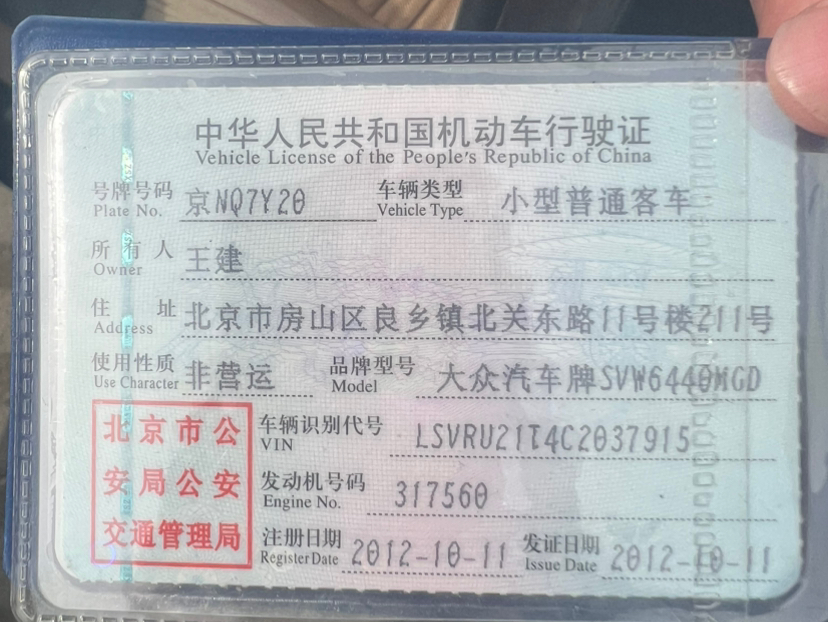 中华人民共和国机动车行驶证
Vehicle License of the People's Republic of China
号牌号码 京NQ7Y20 车辆类型 小型普通客车
Plate No. Vehicle Type
所有人 王建
Owner
住址 北京市房山区良乡镇北关东路11号楼211号
Address
使用性质 非营运 品牌型号 大众汽车牌SVW6440MGD
Use Character Model
北京市公
安局公安
交通管理局
车辆识别代号 LSVRU21T4C2037915
VIN
发动机号码 317560
Engine No.
注册日期 2012-10-11 发证日期 2012-10-11
Register Date Issue Date